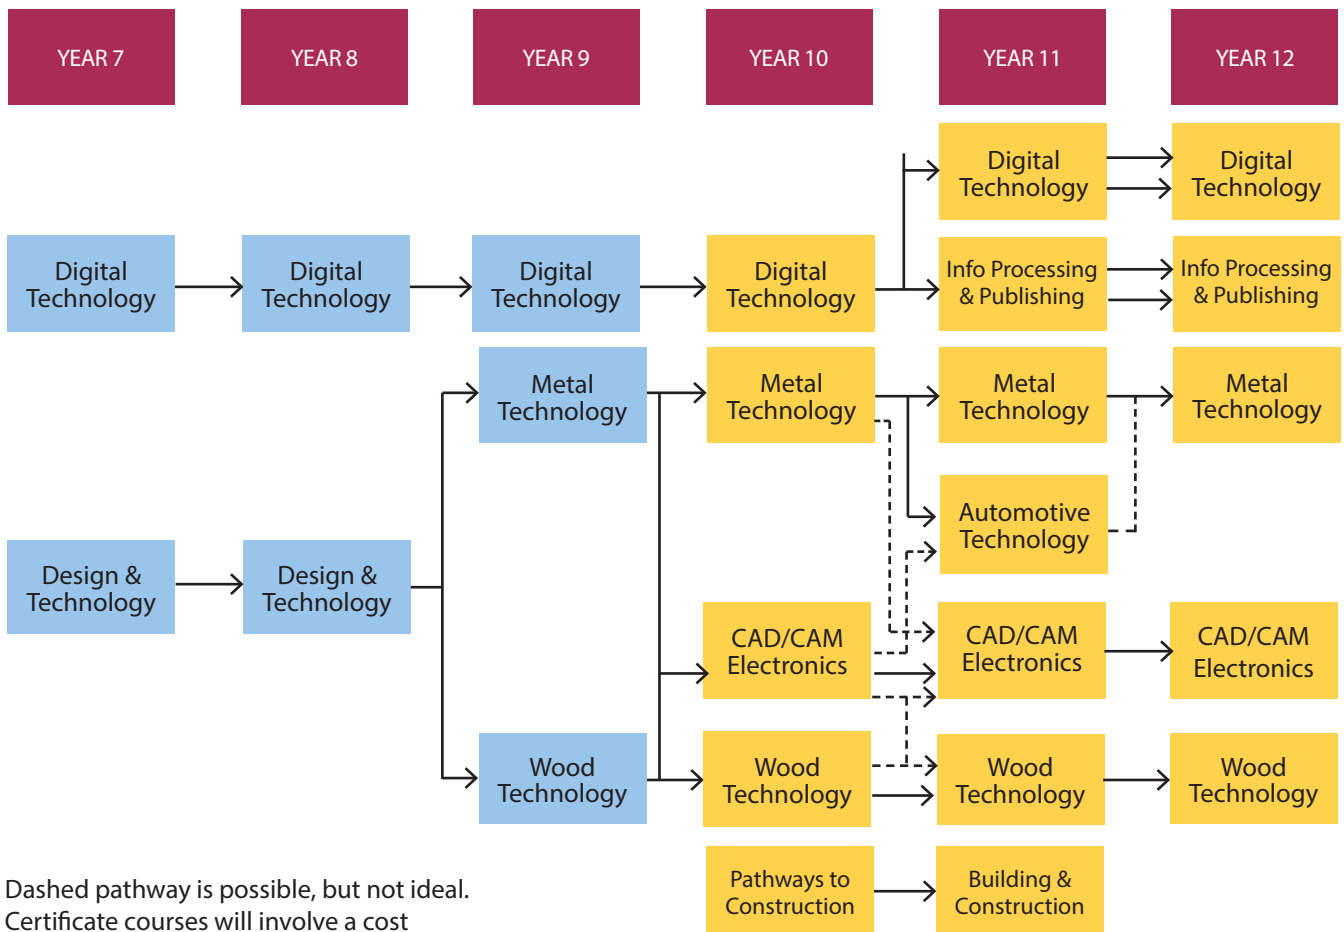 YEAR 7
YEAR 8
YEAR 9
YEAR 10
YEAR 11
YEAR 12
Digital
Technology
Digital
Technology
Digital
Technology
Digital
Technology
Digital
Technology
Digital
Technology
Info Processing
& Publishing
Info Processing
& Publishing
Metal
Technology
Metal
Technology
Metal
Technology
Metal
Technology
Automotive
Technology
Design &
Technology
Design &
Technology
CAD/CAM
Electronics
CAD/CAM
Electronics
CAD/CAM
Electronics
Wood
Technology
Wood
Technology
Wood
Technology
Wood
Technology
Pathways to
Construction
Building &
Construction
Dashed pathway is possible, but not ideal.
Certificate courses will involve a cost